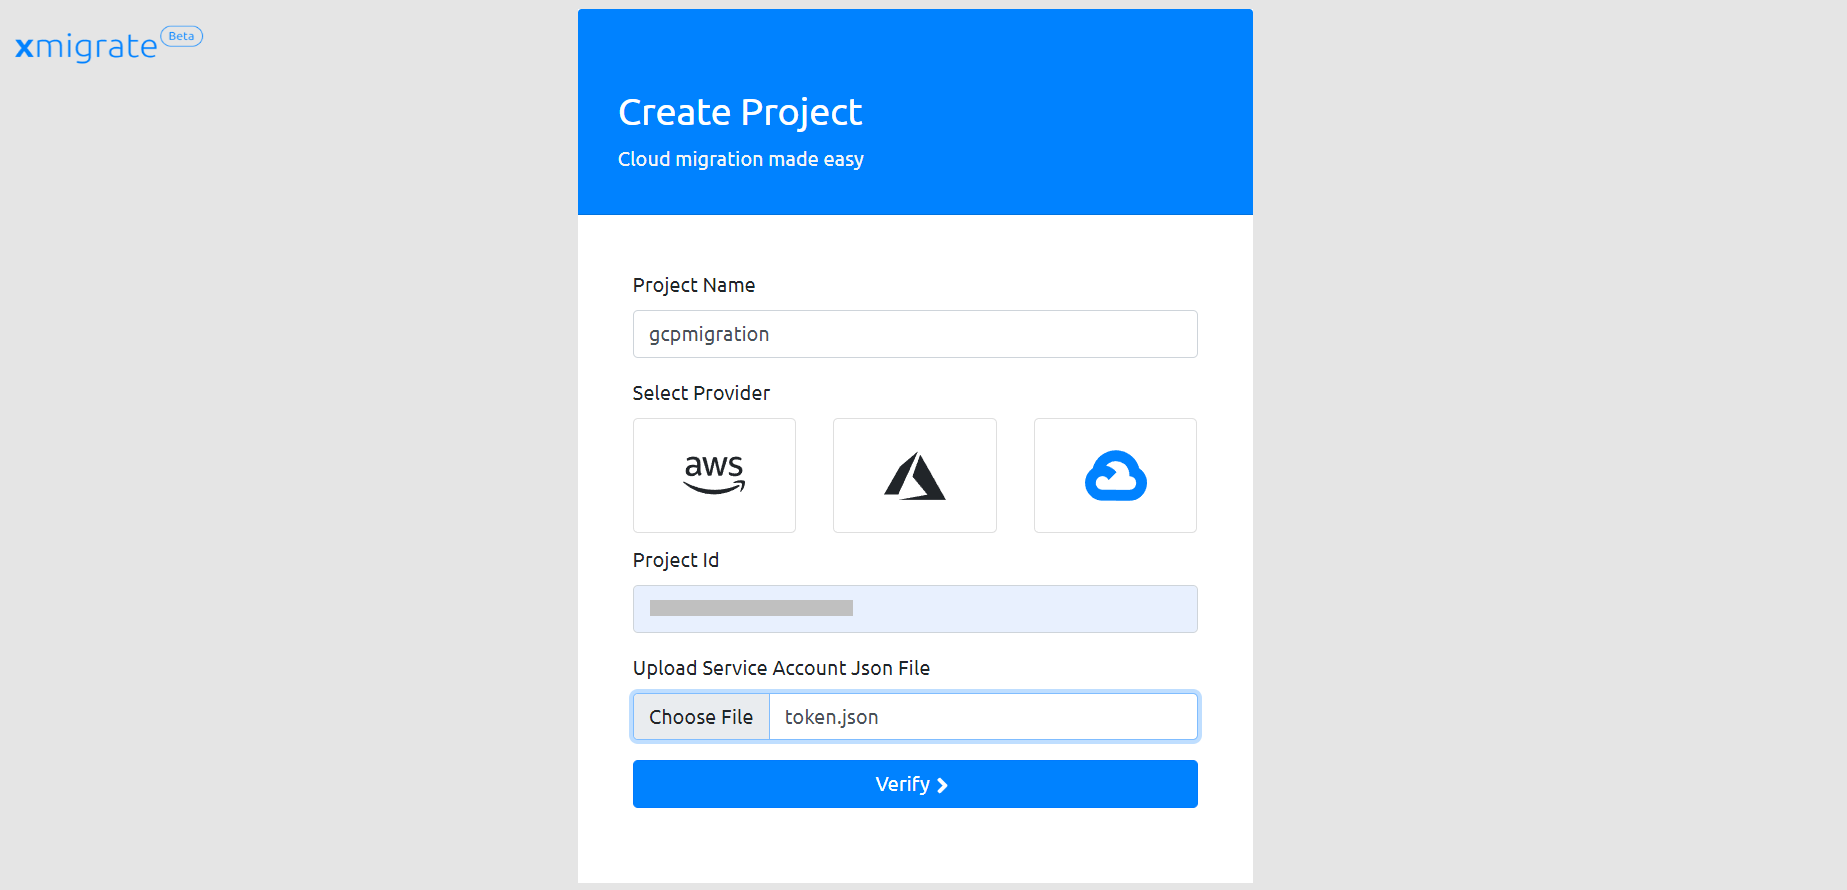 xmigrate Beta
Create Project
Cloud migration made easy
Project Name
gcpmigration
Select Provider
aws
Project Id
Upload Service Account Json File
Choose File token.json
Verify